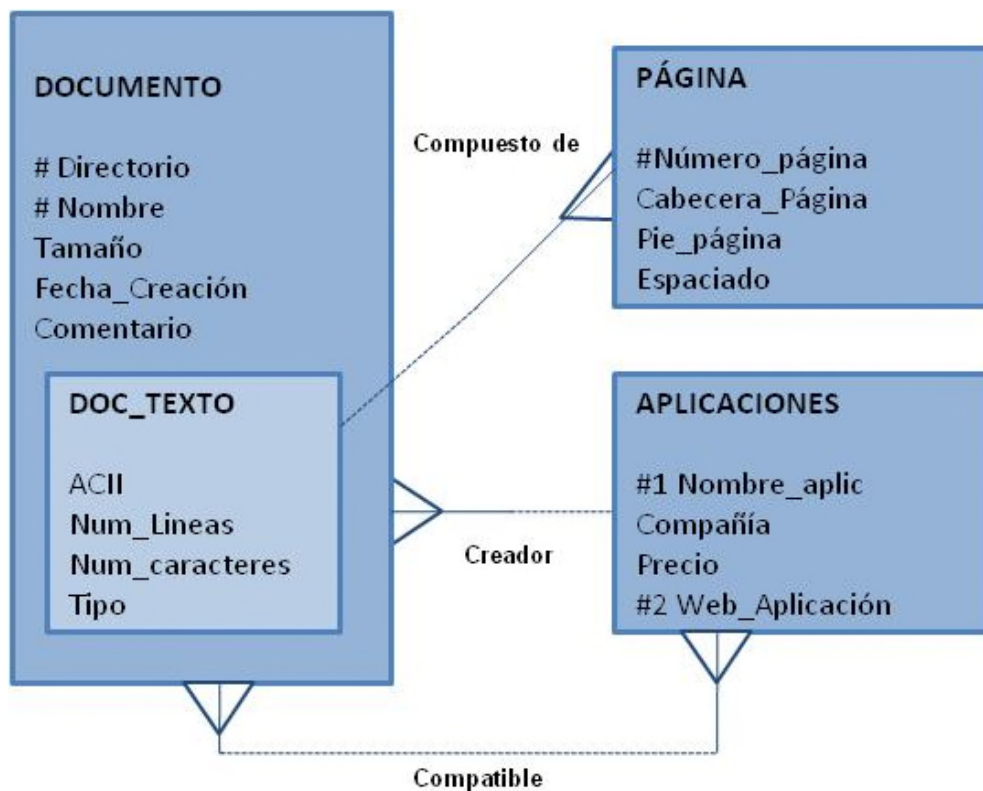 DOCUMENTO
# Directorio
# Nombre
Tamaño
Fecha_Creación
Comentario
DOC_TEXTO
ACII
Num_Lineas
Num_caracteres
Tipo
Compuesto de
PÁGINA
#Número_página
Cabecera_Página
Pie_página
Espaciado
Creador
APLICACIONES
#1 Nombre_aplic
Compañía
Precio
#2 Web_Aplicación
Compatible